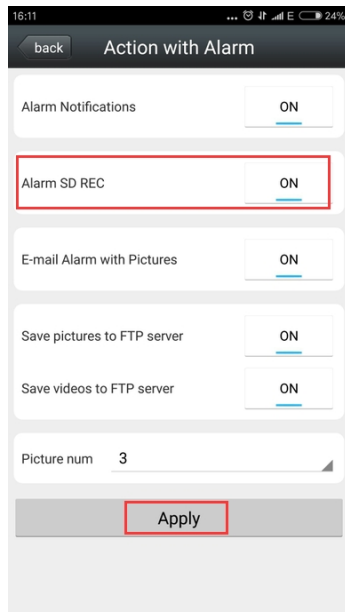 16:11 ... E 24%
back Action with Alarm
Alarm Notifications ON
Alarm SD REC ON
E-mail Alarm with Pictures ON
Save pictures to FTP server ON
Save videos to FTP server ON
Picture num 3
Apply